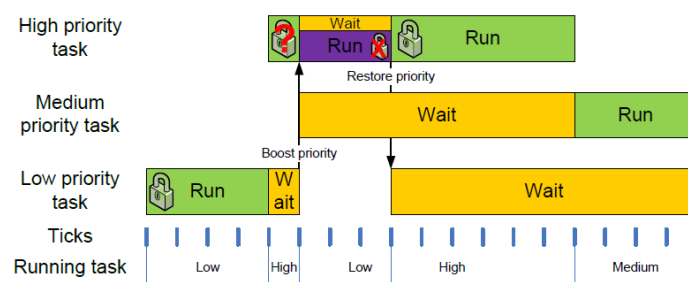 High priority
task
?
Wait
Run
X
Run
Restore priority
Medium
priority task
Wait
Run
Boost priority
Low priority
task
Run
W
ait
Wait
Ticks
Running task
Low
High
Low
High
Medium